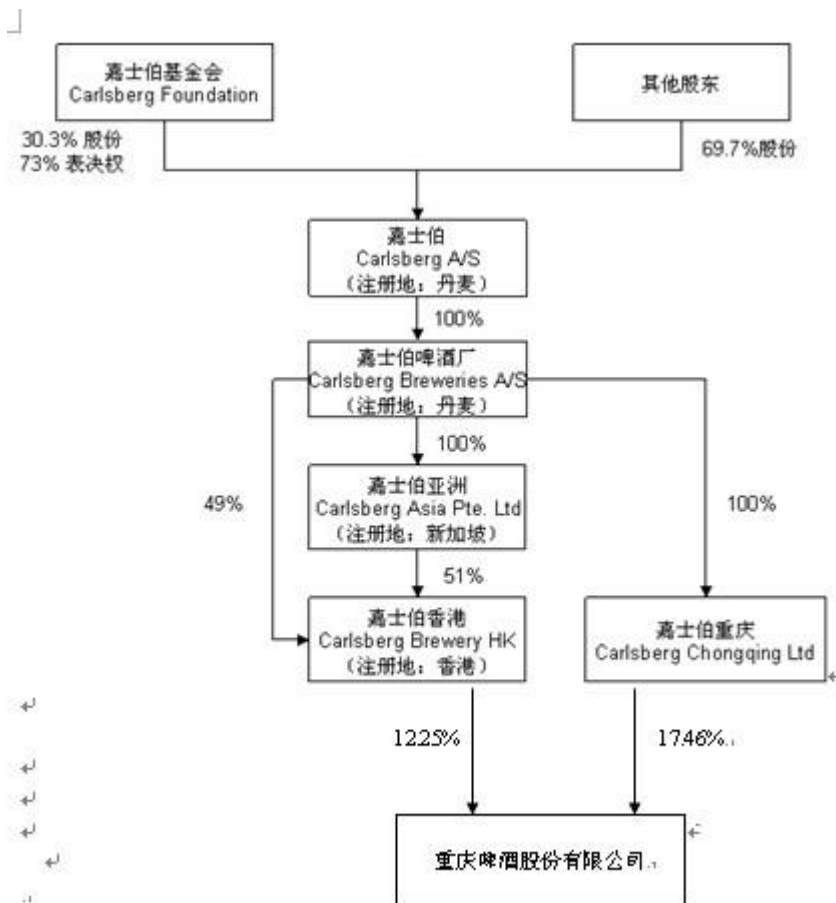 嘉士伯基金会
Carlsberg Foundation
其他股东
30.3% 股份
73% 表决权
69.7%股份
嘉士伯
Carlsberg A/S
（注册地：丹麦）
100%
嘉士伯啤酒厂
Carlsberg Breweries A/S
（注册地：丹麦）
100%
49%
100%
嘉士伯亚洲
Carlsberg Asia Pte. Ltd
（注册地：新加坡）
51%
嘉士伯香港
Carlsberg Brewery HK
（注册地：香港）
嘉士伯重庆
Carlsberg Chongqing Ltd
12.25%
17.46%
重庆啤酒股份有限公司